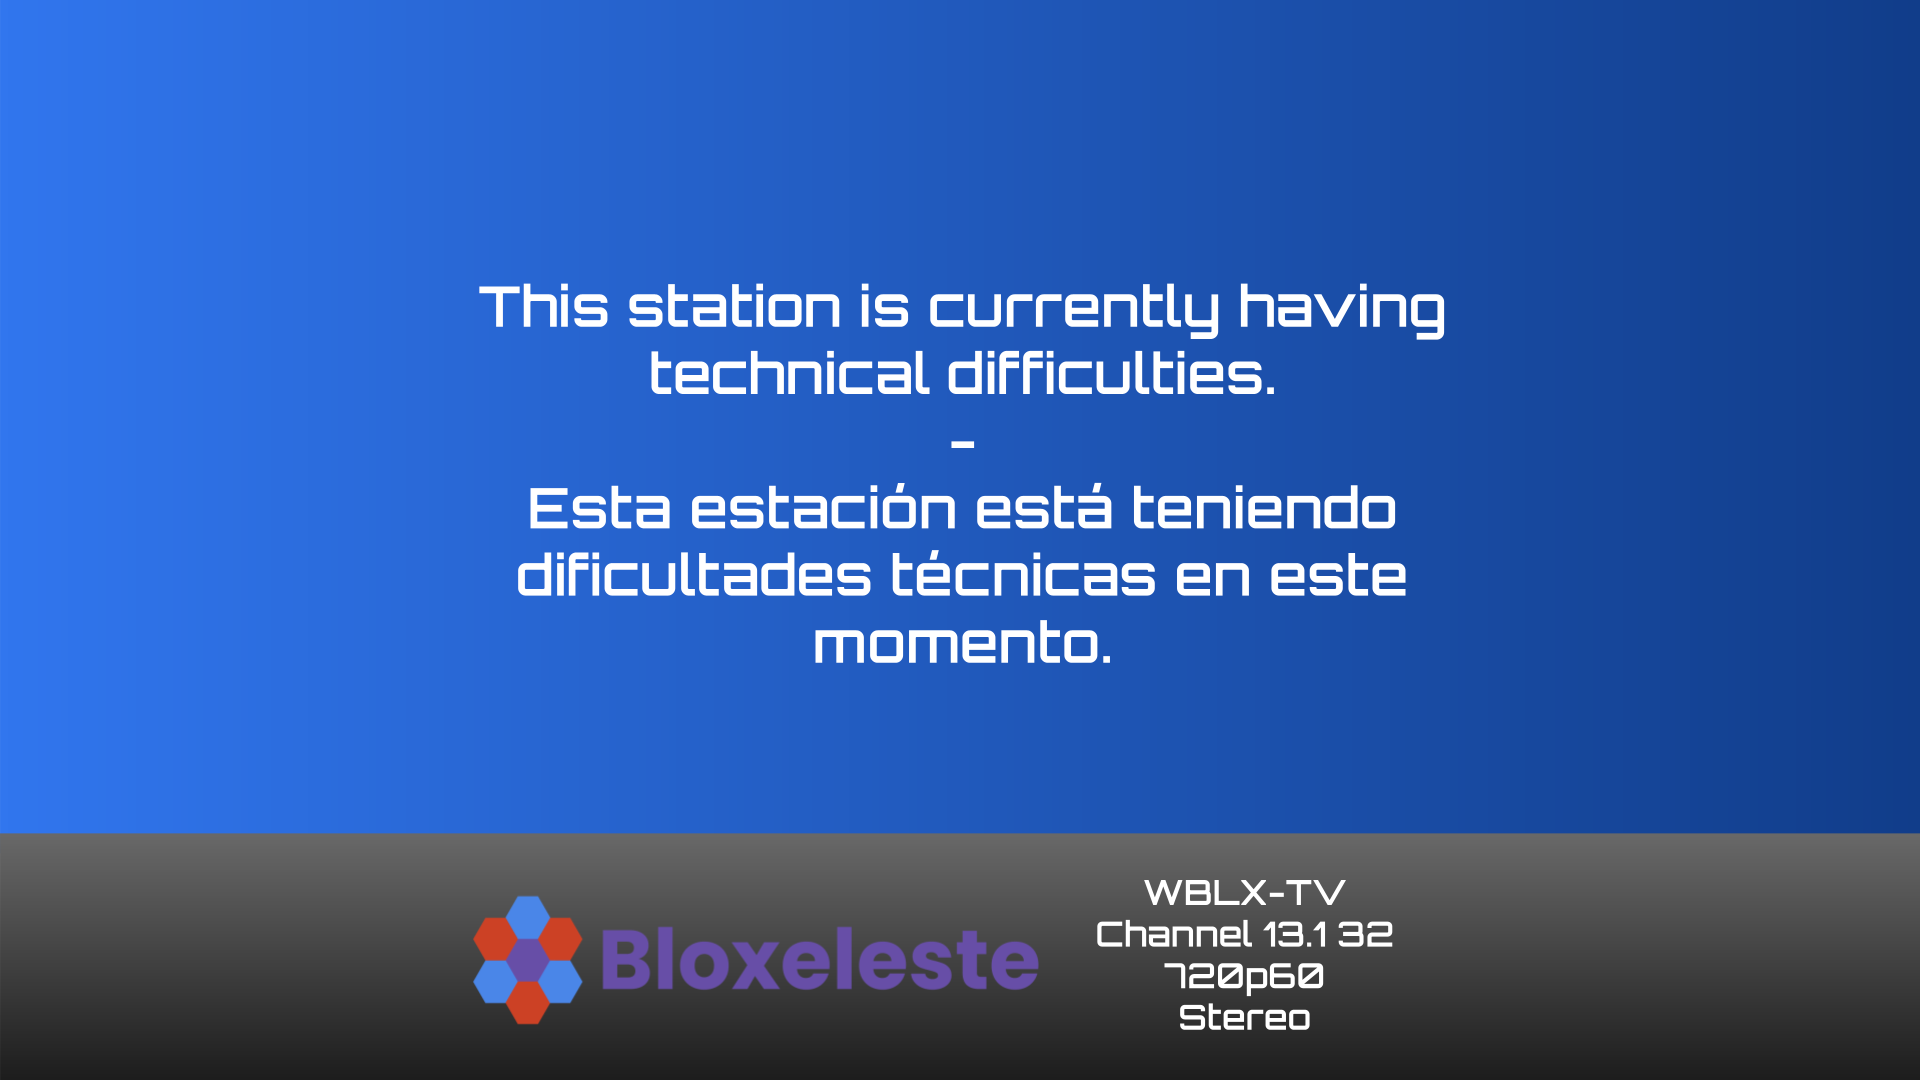 This station is currently having
technical difficulties.
-
Esta estación está teniendo
dificultades técnicas en este
momento.
Bloxeleste
WBLX-TV
Channel 13.1 32
720p60
Stereo